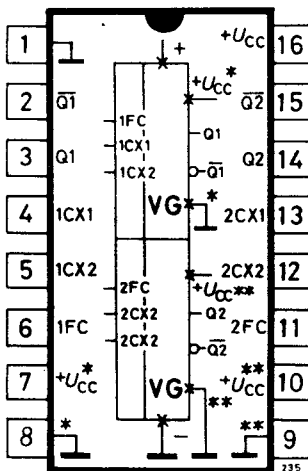 1 + +UCC 16
2 Q1 +UCC* Q2 15
1FC Q1
3 Q1 1CX1 Q1 Q2 14
1CX2
4 1CX1 VG * 2CX1 13
5 1CX2 2CX2 12
2FC +UCC**
6 1FC 2CX2 Q2 2FC 11
2CX2 Q2
7 +UCC* VG +UCC** 10
8 * − ** ** 9
235